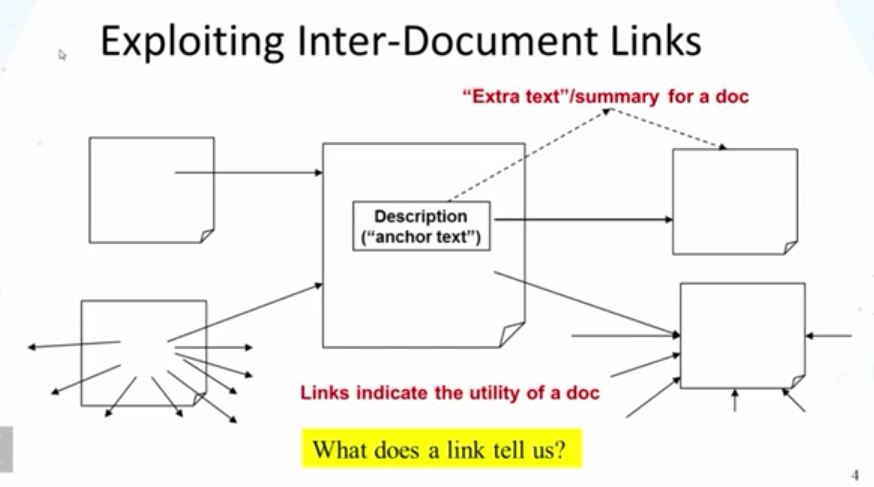 Exploiting Inter-Document Links
“Extra text”/summary for a doc
Description
(“anchor text”)
Links indicate the utility of a doc
What does a link tell us?
4